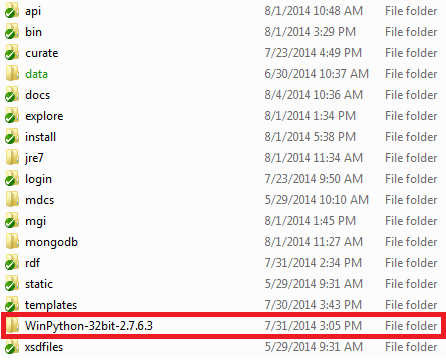 api 8/1/2014 10:48 AM File folder
bin 8/1/2014 3:29 PM File folder
curate 7/23/2014 4:49 PM File folder
data 6/30/2014 10:37 AM File folder
docs 8/4/2014 10:36 AM File folder
explore 8/1/2014 1:34 PM File folder
install 8/1/2014 5:38 PM File folder
jre7 8/1/2014 11:34 AM File folder
login 7/23/2014 9:50 AM File folder
mdcs 5/29/2014 10:10 AM File folder
mgi 8/1/2014 1:45 PM File folder
mongodb 8/1/2014 11:27 AM File folder
rdf 7/31/2014 2:34 PM File folder
static 5/29/2014 9:31 AM File folder
templates 7/30/2014 3:43 PM File folder
WinPython-32bit-2.7.6.3 7/31/2014 3:05 PM File folder
xsdfiles 5/29/2014 9:31 AM File folder